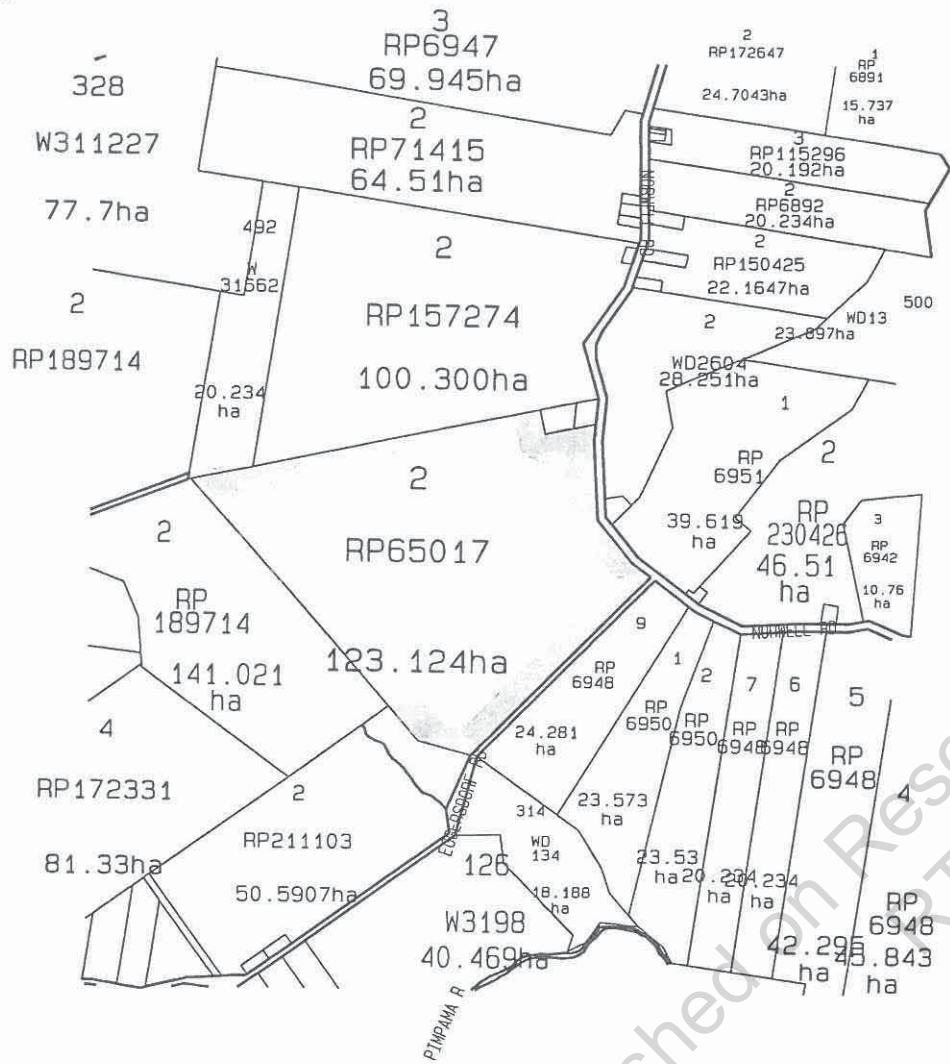 3
RP6947
69.945ha
2
RP71415
64.51ha
328
W311227
77.7ha
2
RP172647
24.7043ha
1
RP
6891
15.737
ha
3
RP115296
20.192ha
2
RP6892
20.234ha
2
RP150425
22.1647ha
492
W
31562
20.234
ha
2
RP157274
100.300ha
2
RP189714
2
WD2604
28.251ha
WD13
23.897ha
500
1
RP
6951
39.619
ha
2
RP
230426
46.51
ha
3
RP
6942
10.76
ha
2
RP65017
123.124ha
2
RP
189714
141.021
ha
NORWELL RD
9
RP
6948
24.281
ha
1
RP
6950
23.573
ha
2
RP
6950
23.53
ha
7
RP
6948
20.234
ha
6
RP
6948
20.234
ha
5
RP
6948
42.295
ha
4
RP
6948
45.843
ha
4
RP172331
81.33ha
2
RP211103
50.5907ha
EGGERSDORF RD
314
WD
134
18.188
ha
126
W3198
40.469ha
PIMPAMA R